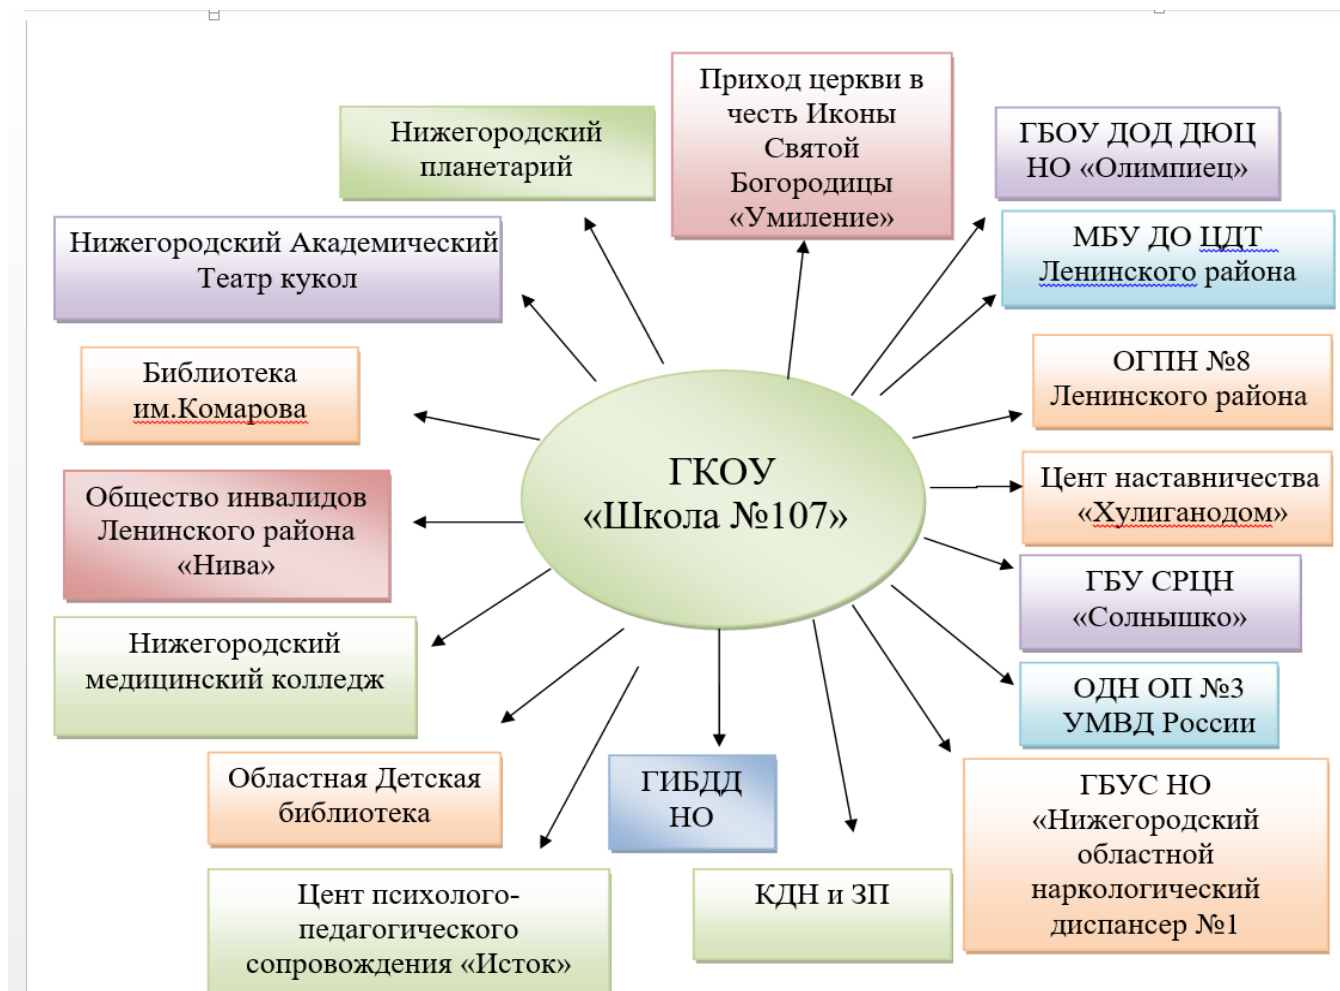 Нижегородский
планетарий
Приход церкви в
честь Иконы
Святой
Богородицы
«Умиление»
ГБОУ ДОД ДЮЦ
НО «Олимпиец»
Нижегородский Академический
Театр кукол
МБУ ДО ЦДТ
Ленинского района
Библиотека
им.Комарова
ОГПН №8
Ленинского района
Общество инвалидов
Ленинского района
«Нива»
ГКОУ
«Школа №107»
Цент наставничества
«Хулиганодом»
ГБУ СРЦН
«Солнышко»
Нижегородский
медицинский колледж
ОДН ОП №3
УМВД России
Областная Детская
библиотека
ГИБДД
НО
ГБУС НО
«Нижегородский
областной
наркологический
диспансер №1
Цент психолого-
педагогического
сопровождения «Исток»
КДН и ЗП